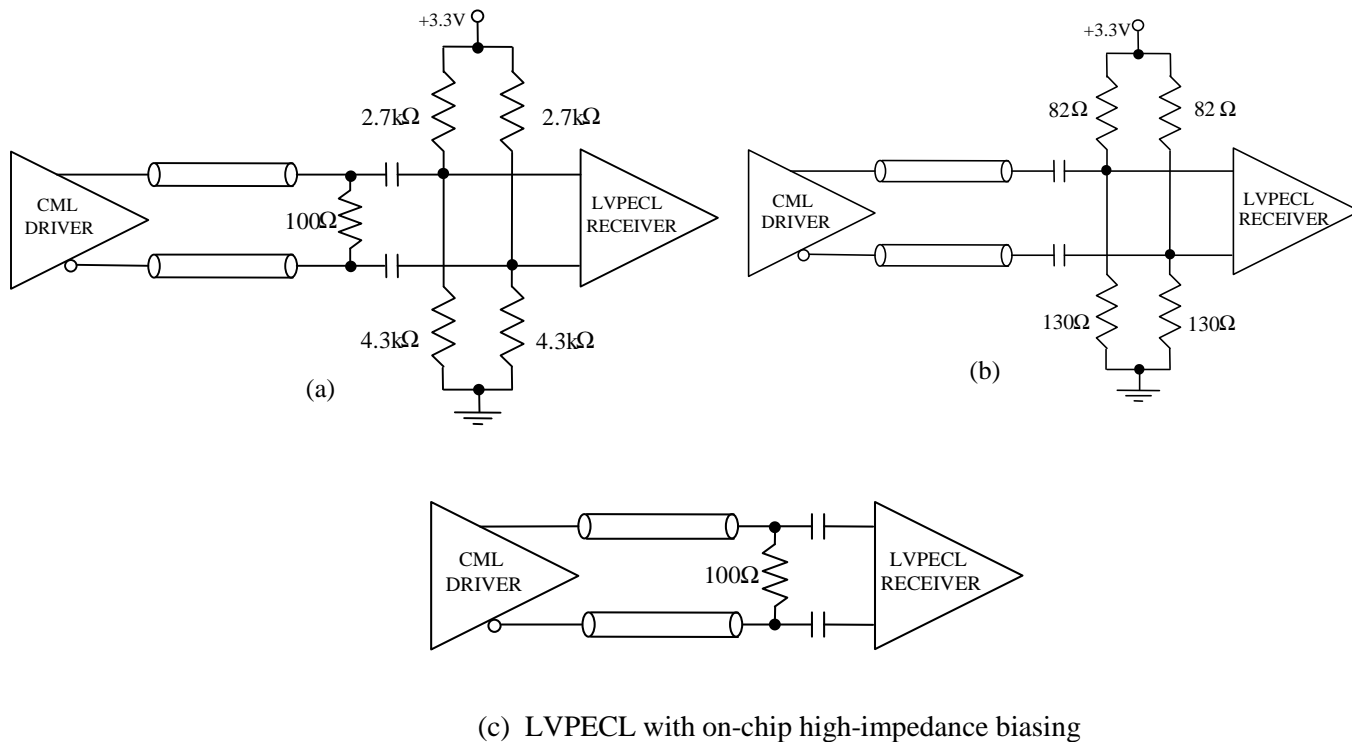 +3.3V
2.7kΩ
2.7kΩ
CML
DRIVER
100Ω
LVPECL
RECEIVER
4.3kΩ
4.3kΩ
(a)
+3.3V
82Ω
82Ω
CML
DRIVER
LVPECL
RECEIVER
130Ω
130Ω
(b)
CML
DRIVER
100Ω
LVPECL
RECEIVER
(c) LVPECL with on-chip high-impedance biasing